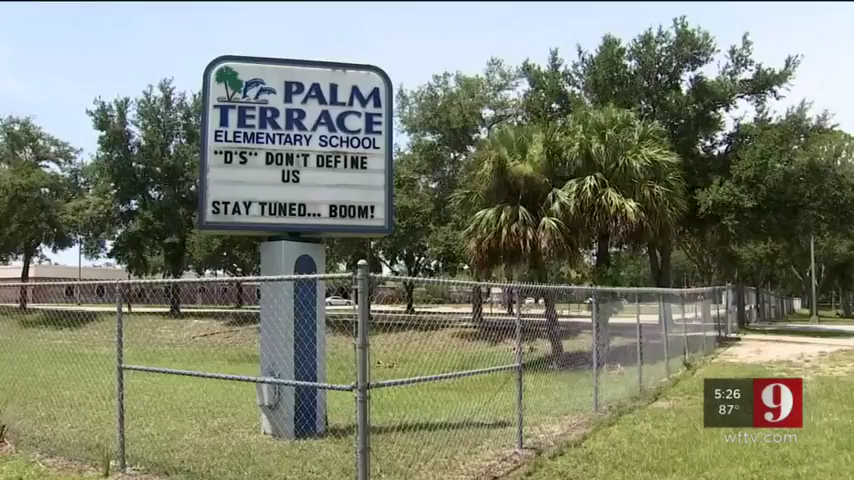 PALM
TERRACE
ELEMENTARY SCHOOL
"D'S" DON'T DEFINE
US
STAY TUNED... BOOM!
5:26
87°
9
wftv.com